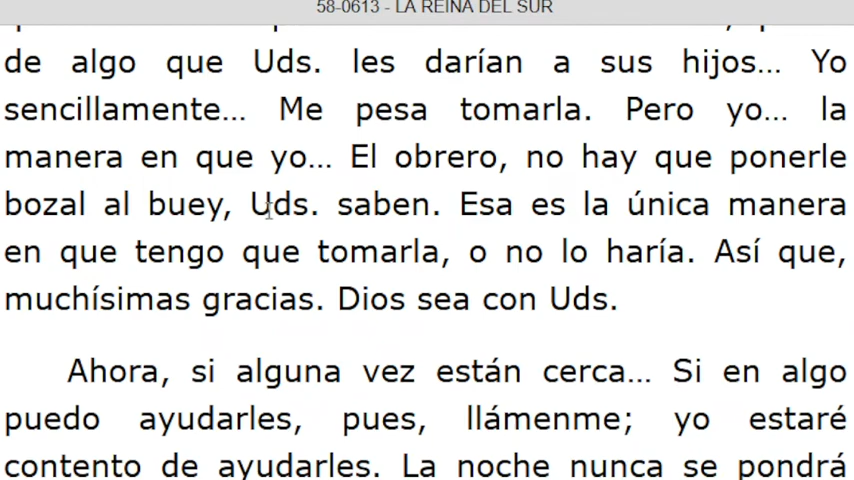 58-0613 - LA REINA DEL SUR
de algo que Uds. les darían a sus hijos... Yo
sencillamente... Me pesa tomarla. Pero yo... la
manera en que yo... El obrero, no hay que ponerle
bozal al buey, Uds. saben. Esa es la única manera
en que tengo que tomarla, o no lo haría. Así que,
muchísimas gracias. Dios sea con Uds.
Ahora, si alguna vez están cerca... Si en algo
puedo ayudarles, pues, llámenme; yo estaré
contento de ayudarles. La noche nunca se pondrá